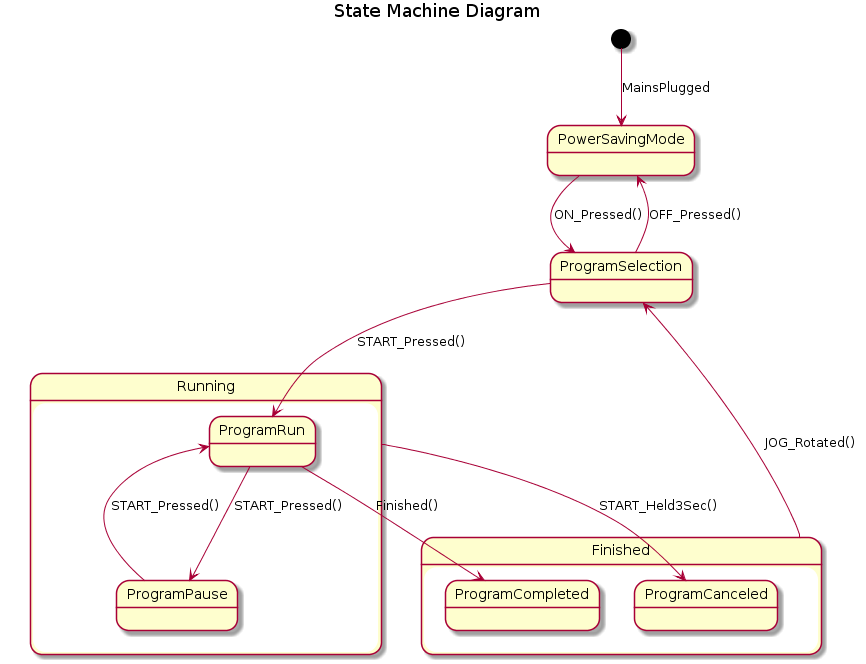 State Machine Diagram
MainsPlugged
PowerSavingMode
ON_Pressed()
OFF_Pressed()
ProgramSelection
START_Pressed()
Running
ProgramRun
JOG_Rotated()
START_Pressed()
START_Pressed()
Finished()
START_Held3Sec()
Finished
ProgramPause
ProgramCompleted
ProgramCanceled